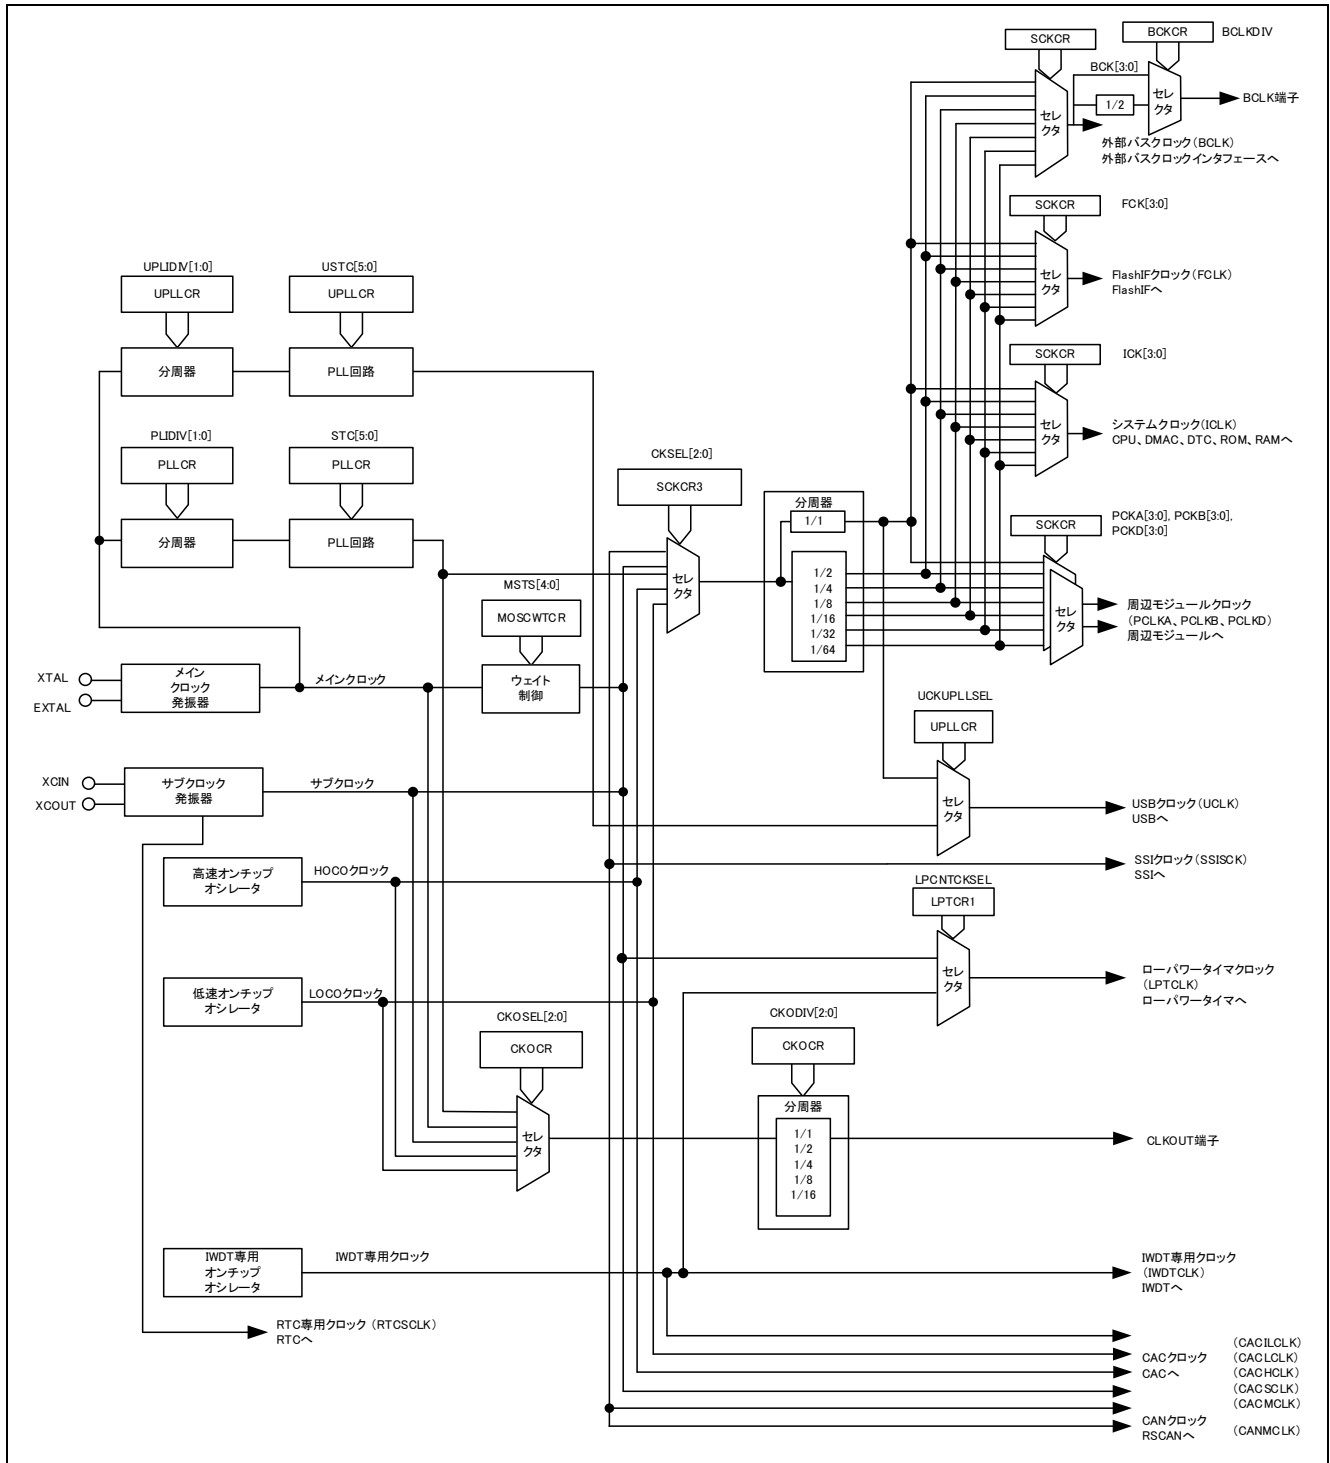 SCKCR
BCKCR
BCLKDIV
BCK[3:0]
セレ
クタ
1/2
セレ
クタ
BCLK端子
外部バスクロック(BCLK)
外部バスクロックインタフェースへ
SCKCR
FCK[3:0]
セレ
クタ
FlashIFクロック(FCLK)
FlashIFへ
SCKCR
ICK[3:0]
セレ
クタ
システムクロック(ICLK)
CPU、DMAC、DTC、ROM、RAMへ
UPLIDIV[1:0]
UPLLCR
分周器
USTC[5:0]
UPLLCR
PLL回路
PLIDIV[1:0]
PLLCR
分周器
STC[5:0]
PLLCR
PLL回路
CKSEL[2:0]
SCKCR3
セレ
クタ
分周器
1/1
1/2
1/4
1/8
1/16
1/32
1/64
SCKCR
PCKA[3:0], PCKB[3:0],
PCKD[3:0]
セレ
クタ
周辺モジュールクロック
(PCLKA、PCLKB、PCLKD)
周辺モジュールへ
MSTS[4:0]
MOSCWTCR
ウェイト
制御
XTAL
EXTAL
メイン
クロック
発振器
メインクロック
UCKUPLLSEL
UPLLCR
セレ
クタ
USBクロック(UCLK)
USBへ
XCIN
XCOUT
サブクロック
発振器
サブクロック
SSIクロック(SSISCK)
SSIへ
高速オンチップ
オシレータ
HOCOクロック
LPCNTCKSEL
LPTCR1
セレ
クタ
ローパワータイマクロック
(LPTCLK)
ローパワータイマへ
低速オンチップ
オシレータ
LOCOクロック
CKOSEL[2:0]
CKOCR
セレ
クタ
CKODIV[2:0]
CKOCR
分周器
1/1
1/2
1/4
1/8
1/16
CLKOUT端子
IWDT専用
オンチップ
オシレータ
IWDT専用クロック
IWDT専用クロック
(IWDTCLK)
IWDTへ
RTC専用クロック(RTCSCLK)
RTCへ
(CACILCLK)
CACクロック (CACLCLK)
CACへ (CACHCLK)
(CACSCLK)
(CACMCLK)
CANクロック
RSCANへ (CANMCLK)